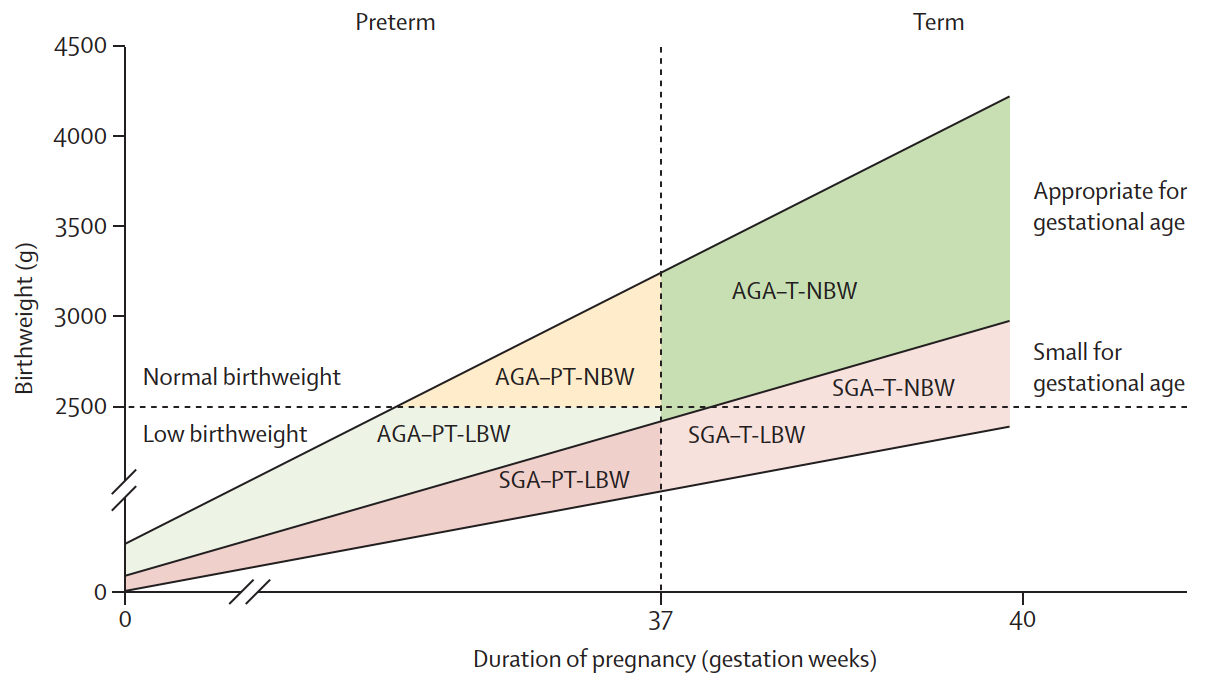 Preterm
Term
4500
4000
3500
3000
2500
0
Birthweight (g)
Appropriate for
gestational age
AGA–T-NBW
Small for
gestational age
Normal birthweight
AGA–PT-NBW
SGA–T-NBW
Low birthweight
AGA–PT-LBW
SGA–T-LBW
SGA–PT-LBW
0
37
40
Duration of pregnancy (gestation weeks)